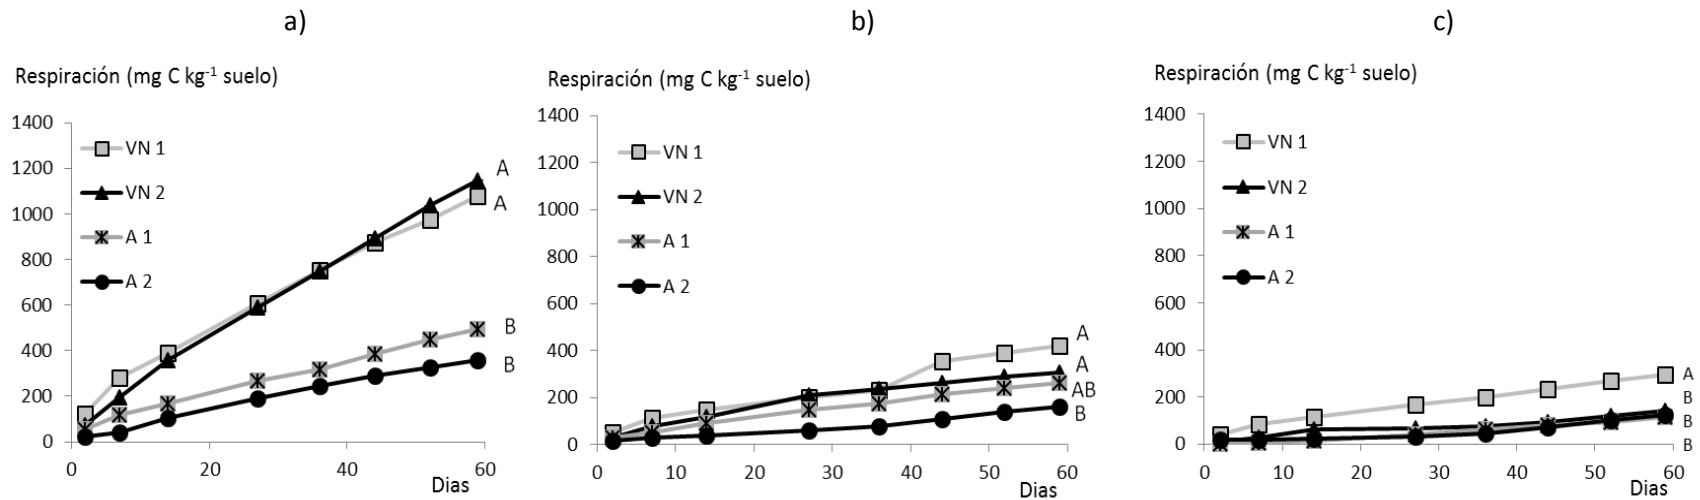 a)
Respiración (mg C kg⁻¹ suelo)
1400
1200
1000
800
600
400
200
0
0
20
40
60
Dias
VN 1
VN 2
A 1
A 2
A
A
B
B
b)
Respiración (mg C kg⁻¹ suelo)
1400
1200
1000
800
600
400
200
0
0
10
20
30
40
50
60
Dias
VN 1
VN 2
A 1
A 2
A
A
AB
B
c)
Respiración (mg C kg⁻¹ suelo)
1400
1200
1000
800
600
400
200
0
0
10
20
30
40
50
60
Dias
VN 1
VN 2
A 1
A 2
A
B
B
B